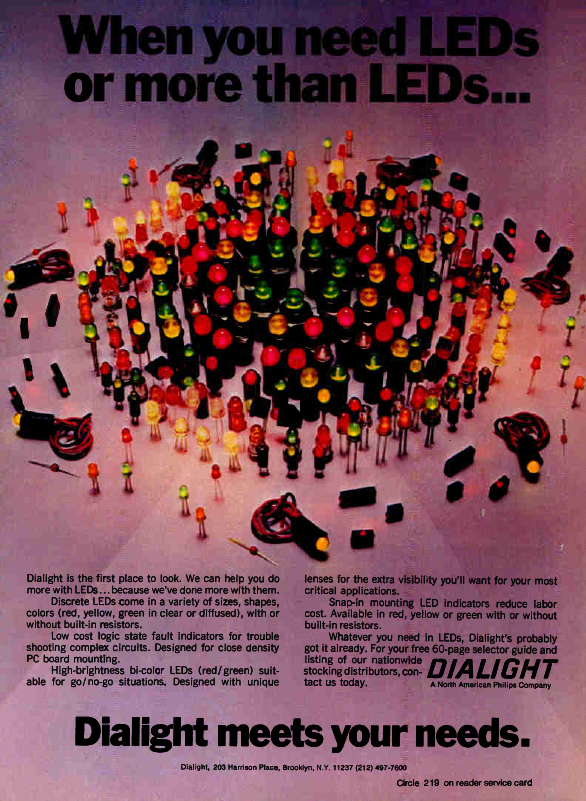 When you need LEDs
or more than LEDs...
Dialight is the first place to look. We can help you do
more with LEDs...because we've done more with them.
Discrete LEDs come in a variety of sizes, shapes,
colors (red, yellow, green in clear or diffused), with or
without built-in resistors.
Low cost logic state fault indicators for trouble
shooting complex circuits. Designed for close density
PC board mounting.
High-brightness bi-color LEDs (red/green) suit-
able for go/no-go situations. Designed with unique
lenses for the extra visibility you'll want for your most
critical applications.
Snap-in mounting LED indicators reduce labor
cost. Available in red, yellow or green with or without
built-in resistors.
Whatever you need in LEDs, Dialight's probably
got it already. For your free 60-page selector guide and
listing of our nationwide
stocking distributors, con-
tact us today.
DIALIGHT
A North American Philips Company
Dialight meets your needs.
Dialight, 203 Harrison Place, Brooklyn, N.Y. 11237 (212) 497-7600
Circle 219 on reader service card